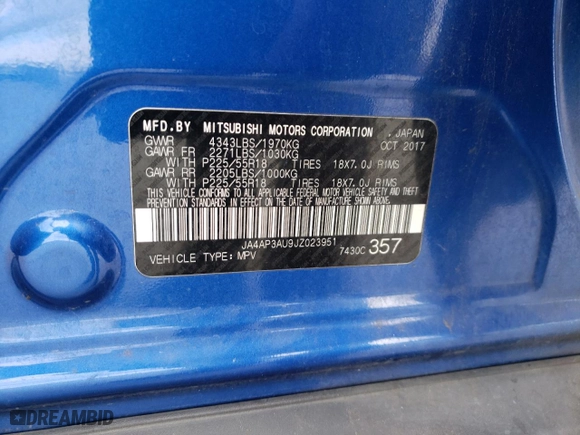 MFD.BY MITSUBISHI MOTORS CORPORATION , JAPAN
GVWR 4343LBS/1970KG OCT 2017
GAWR FR 2271LBS/1030KG
WITH P225/55R18 TIRES 18X7.0J RIMS
GAWR RR 2205LBS/1000KG
WITH P225/55R18 TIRES 18X7.0J RIMS
THIS VEHICLE CONFORMS TO ALL APPLICABLE
FEDERAL MOTOR VEHICLE SAFETY AND THEFT
PREVENTION STANDARDS IN EFFECT ON THE DATE OF
MANUFACTURE SHOWN ABOVE.
JA4AP3AU9JZ023951
VEHICLE TYPE: MPV 7430C 357
DREAMBID